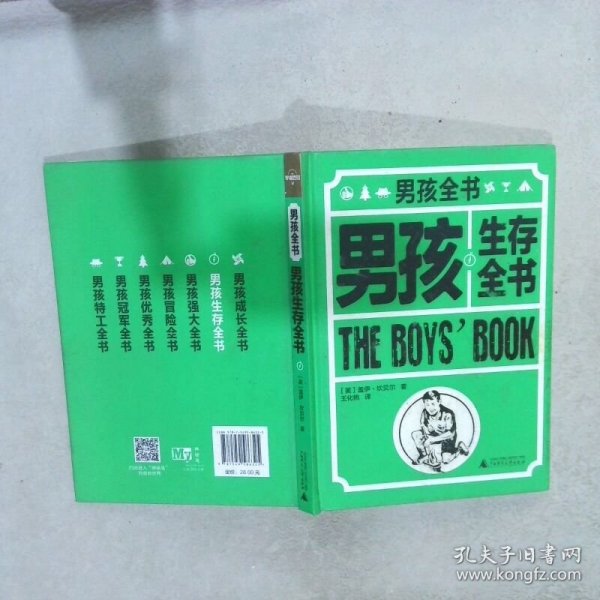 男孩全书
男孩
生存
全书
THE BOYS' BOOK
[英]盖伊·坎贝尔 著
王化鹤 译
男孩全书
男孩生存全书
男孩成长全书
男孩生存全书
男孩强大全书
男孩冒险全书
男孩优秀全书
男孩冠军全书
男孩特工全书
定价：28.00元
孔夫子旧书网
www.kongfz.com